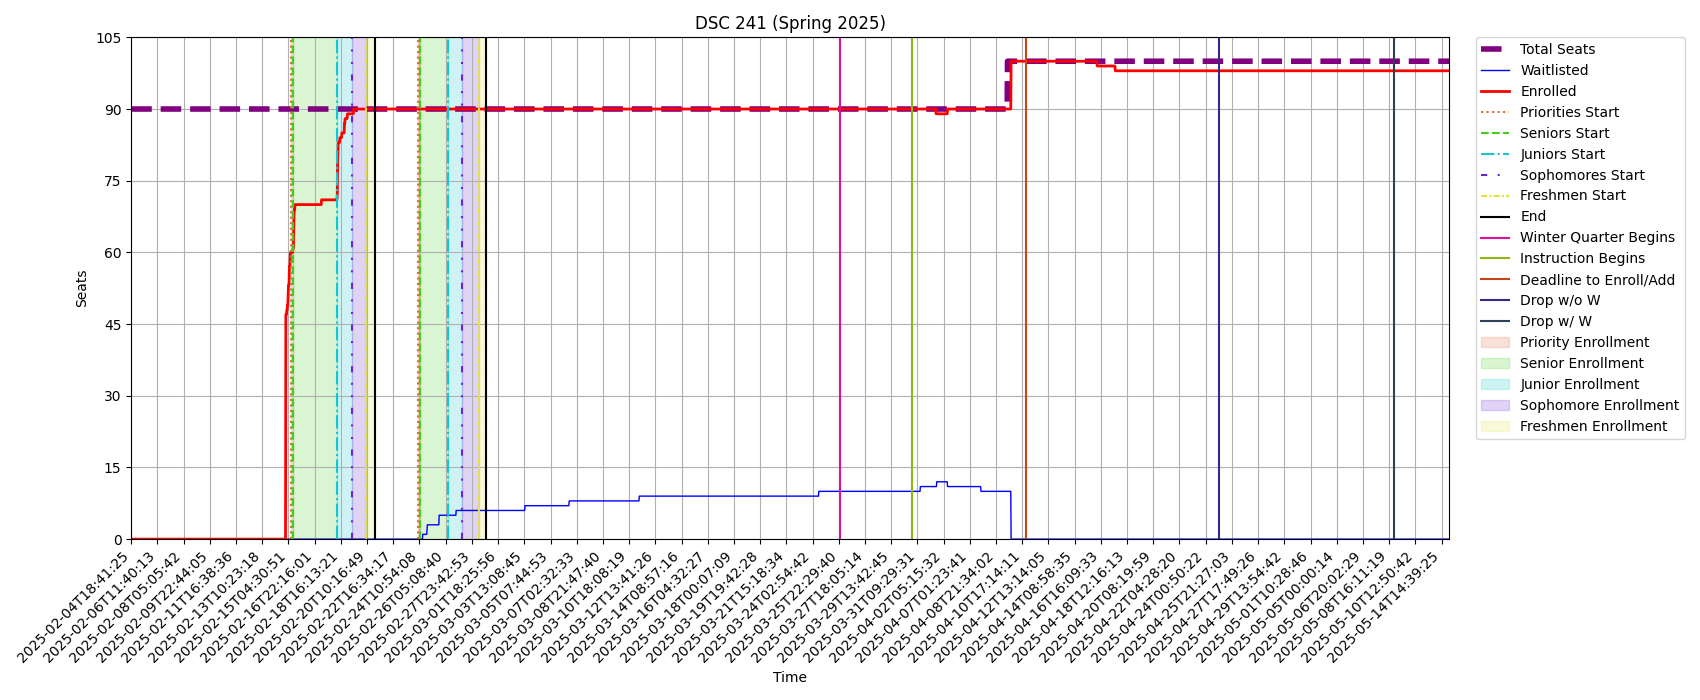 DSC 241 (Spring 2025)
Seats
105
90
75
60
45
30
15
0
2025-02-04T18:41:25
2025-02-06T11:40:13
2025-02-08T05:05:42
2025-02-09T22:44:05
2025-02-11T16:38:36
2025-02-13T10:23:18
2025-02-15T04:30:51
2025-02-16T22:16:01
2025-02-18T16:13:21
2025-02-20T10:16:49
2025-02-22T16:34:17
2025-02-24T10:54:08
2025-02-26T05:08:40
2025-02-27T23:42:53
2025-03-01T18:25:56
2025-03-03T13:08:45
2025-03-05T07:44:53
2025-03-07T02:32:33
2025-03-08T21:47:40
2025-03-10T18:08:19
2025-03-12T13:41:26
2025-03-14T08:57:16
2025-03-16T04:32:27
2025-03-18T00:07:09
2025-03-19T19:42:28
2025-03-21T15:18:34
2025-03-24T02:54:42
2025-03-25T22:29:40
2025-03-27T18:05:14
2025-03-29T13:42:45
2025-03-31T09:29:31
2025-04-02T05:15:32
2025-04-07T01:23:41
2025-04-08T21:34:02
2025-04-10T17:14:11
2025-04-12T13:14:05
2025-04-14T08:58:35
2025-04-16T16:09:33
2025-04-18T12:16:13
2025-04-20T08:19:59
2025-04-22T04:28:20
2025-04-24T00:50:22
2025-04-25T21:27:03
2025-04-27T17:49:26
2025-04-29T13:54:42
2025-05-01T10:28:46
2025-05-05T00:00:14
2025-05-06T20:02:29
2025-05-08T16:11:19
2025-05-10T12:50:42
2025-05-14T14:39:25
Time
Total Seats
Waitlisted
Enrolled
Priorities Start
Seniors Start
Juniors Start
Sophomores Start
Freshmen Start
End
Winter Quarter Begins
Instruction Begins
Deadline to Enroll/Add
Drop w/o W
Drop w/ W
Priority Enrollment
Senior Enrollment
Junior Enrollment
Sophomore Enrollment
Freshmen Enrollment